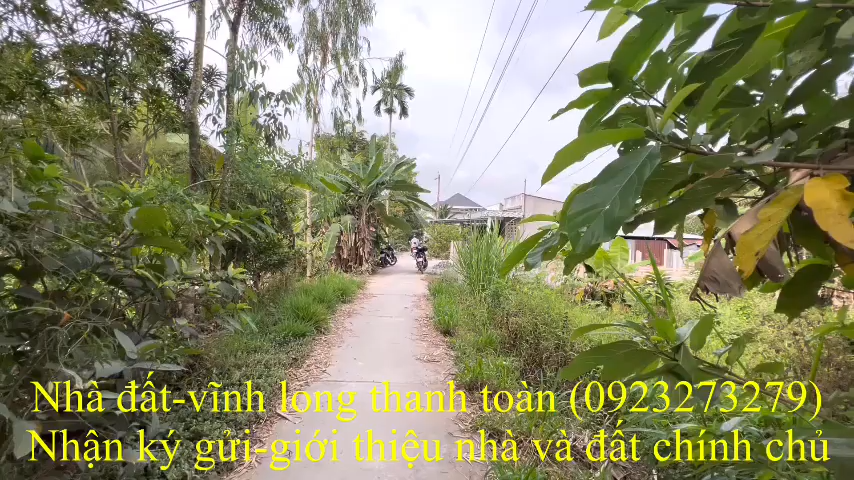 Nhà đất-vĩnh long thanh toàn (0923273279)
Nhận ký gửi-giới thiệu nhà và đất chính chủ